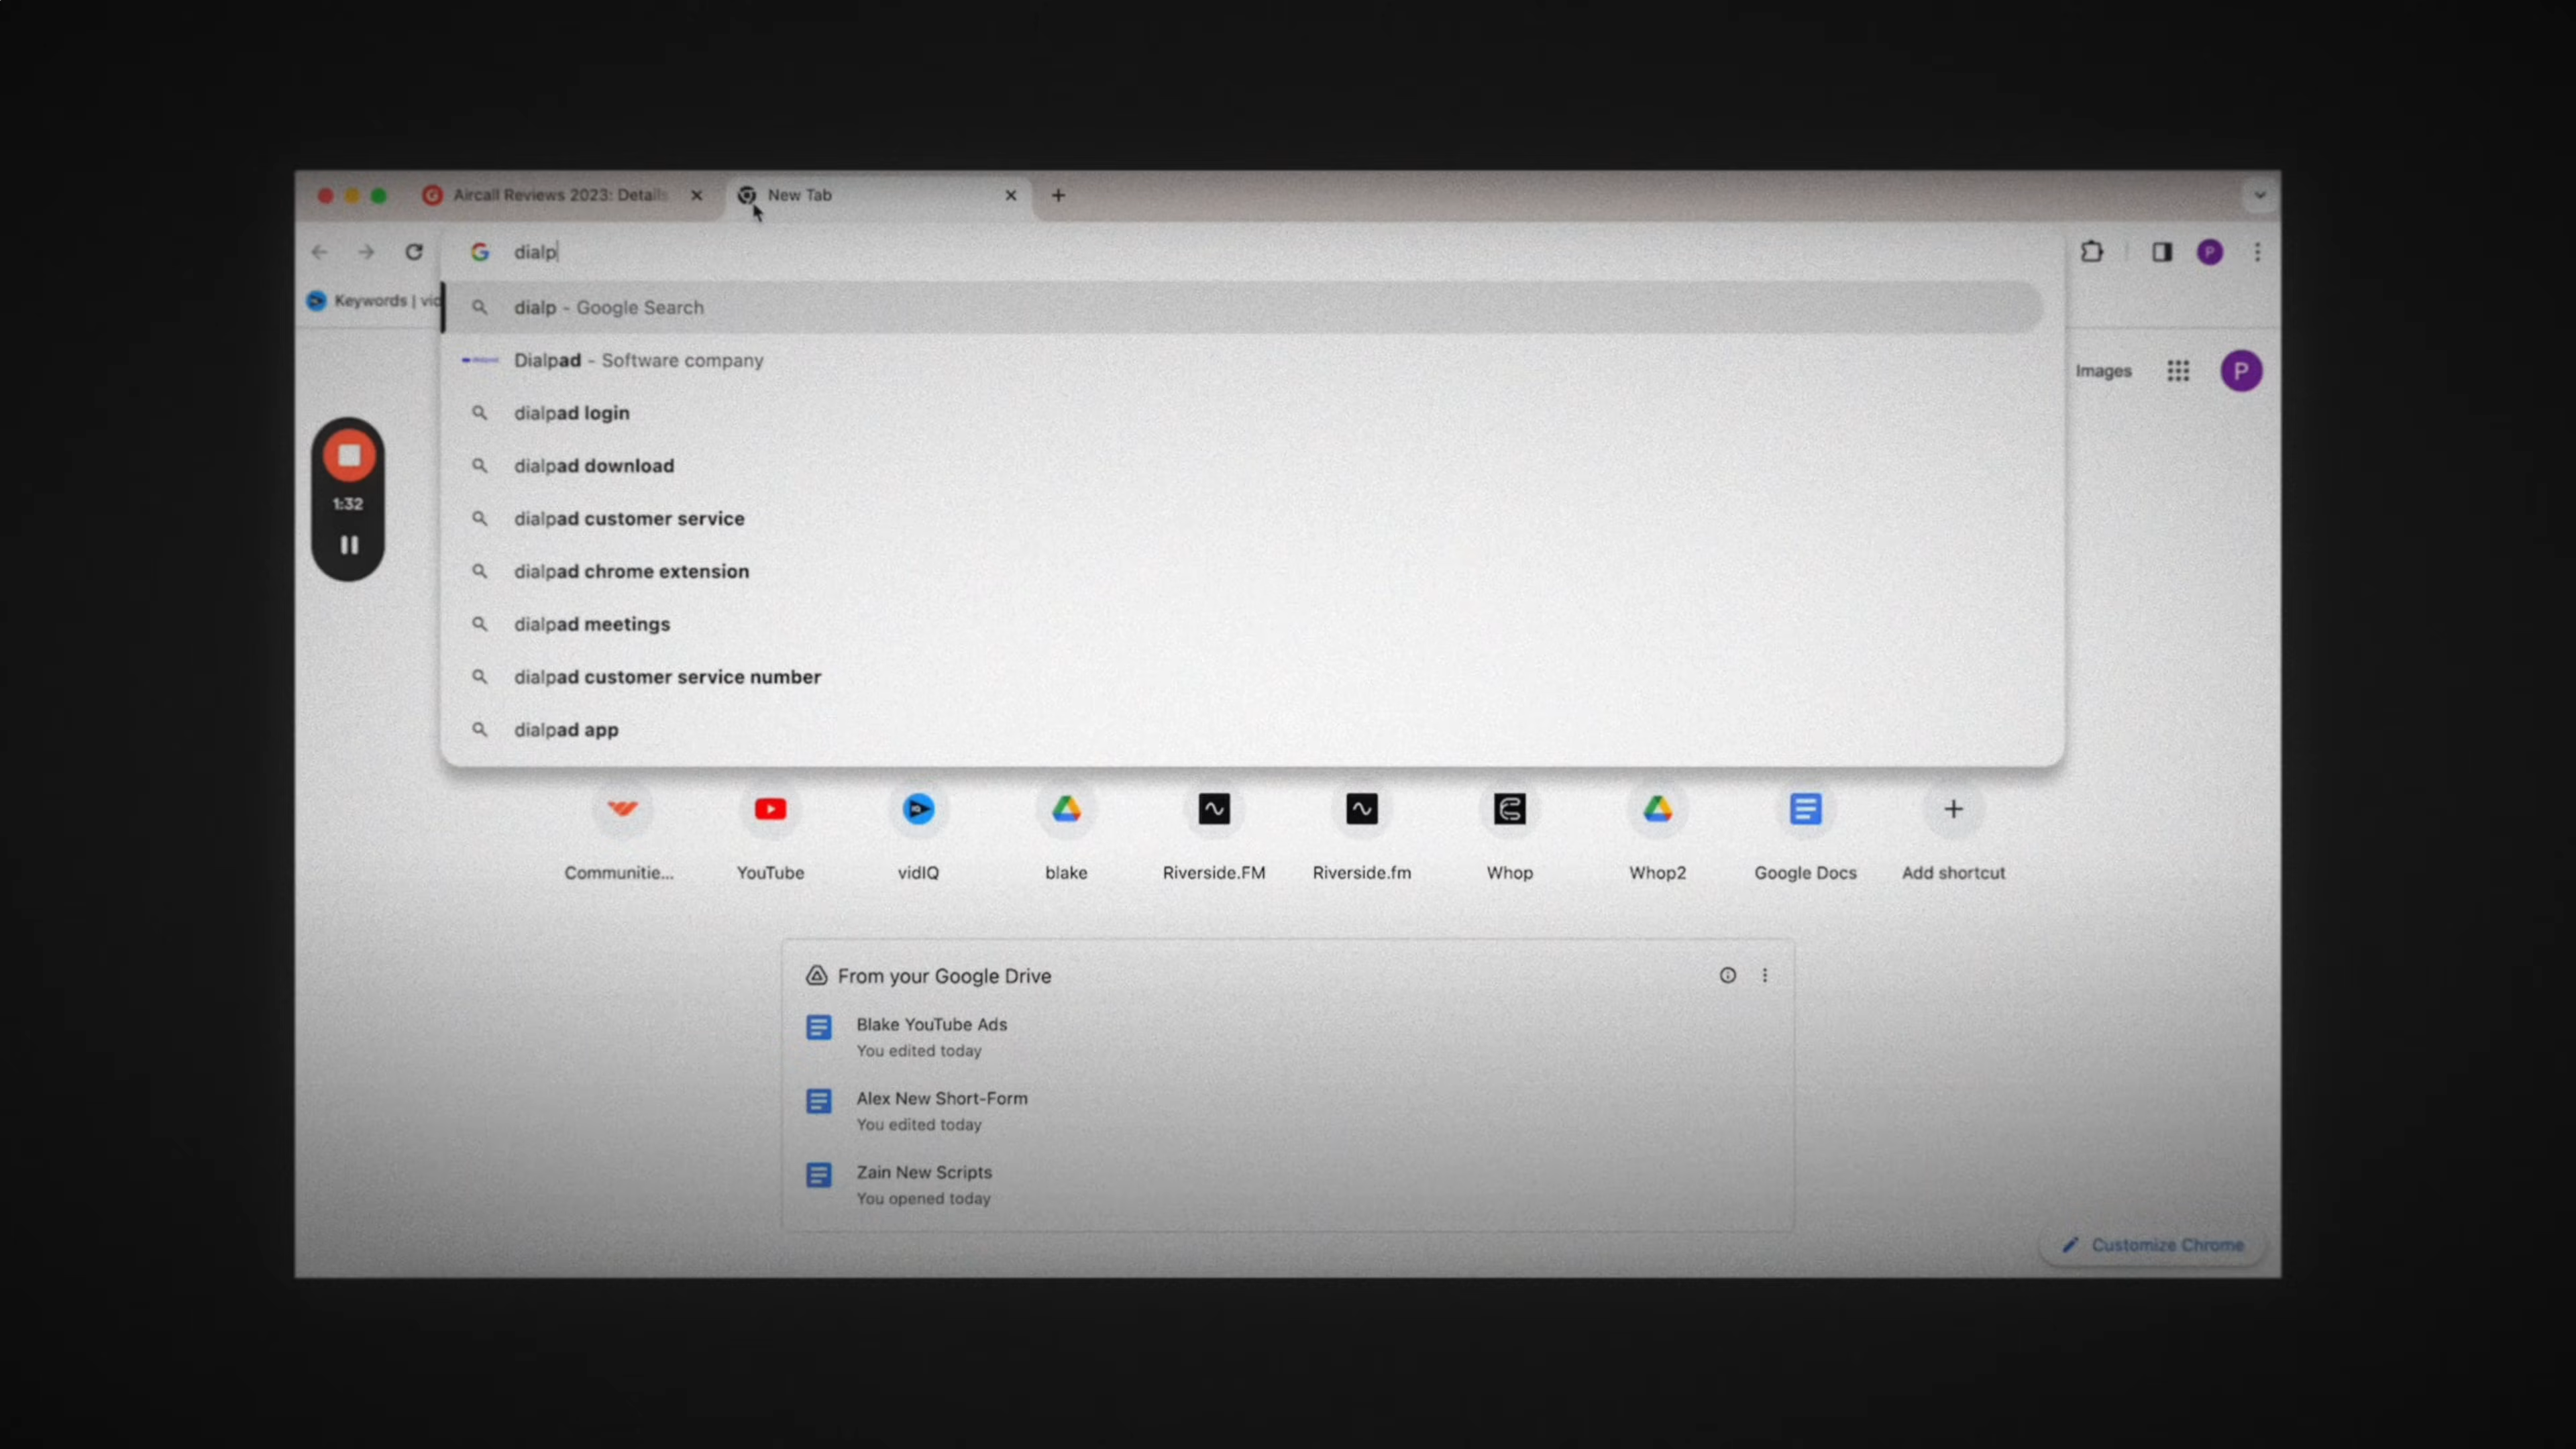 Aircall Reviews 2023: Details
New Tab
dialp
P
Keywords | vid
dialp - Google Search
Dialpad - Software company
Images
P
dialpad login
dialpad download
1:32
dialpad customer service
dialpad chrome extension
dialpad meetings
dialpad customer service number
dialpad app
Communitie...
YouTube
vidIQ
blake
Riverside.FM
Riverside.fm
Whop
Whop2
Google Docs
Add shortcut
From your Google Drive
Blake YouTube Ads
You edited today
Alex New Short-Form
You edited today
Zain New Scripts
You opened today
Customize Chrome